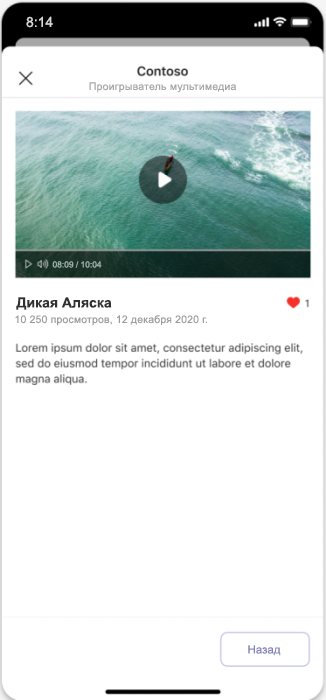 8:14
Contoso
Проигрыватель мультимедиа
08:09 / 10:04
Дикая Аляска
1
10 250 просмотров, 12 декабря 2020 г.
Lorem ipsum dolor sit amet, consectetur adipiscing elit,
sed do eiusmod tempor incididunt ut labore et dolore
magna aliqua.
Назад